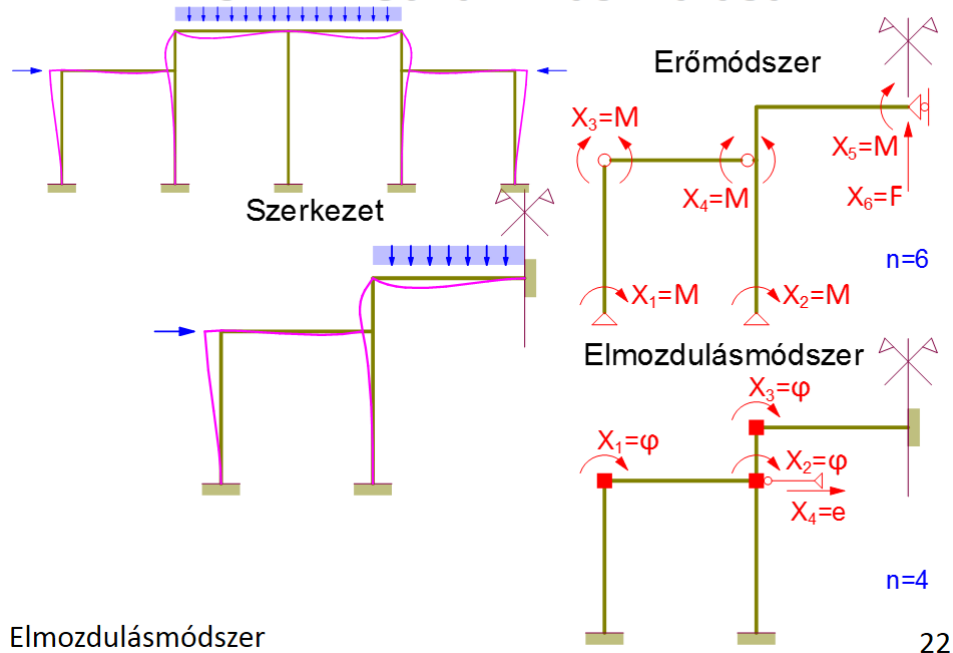 Erőmódszer
X3=M
X5=M
X4=M
X6=F
Szerkezet
n=6
X1=M
X2=M
Elmozdulásmódszer
X3=φ
X1=φ
X2=φ
X4=e
n=4
Elmozdulásmódszer
22